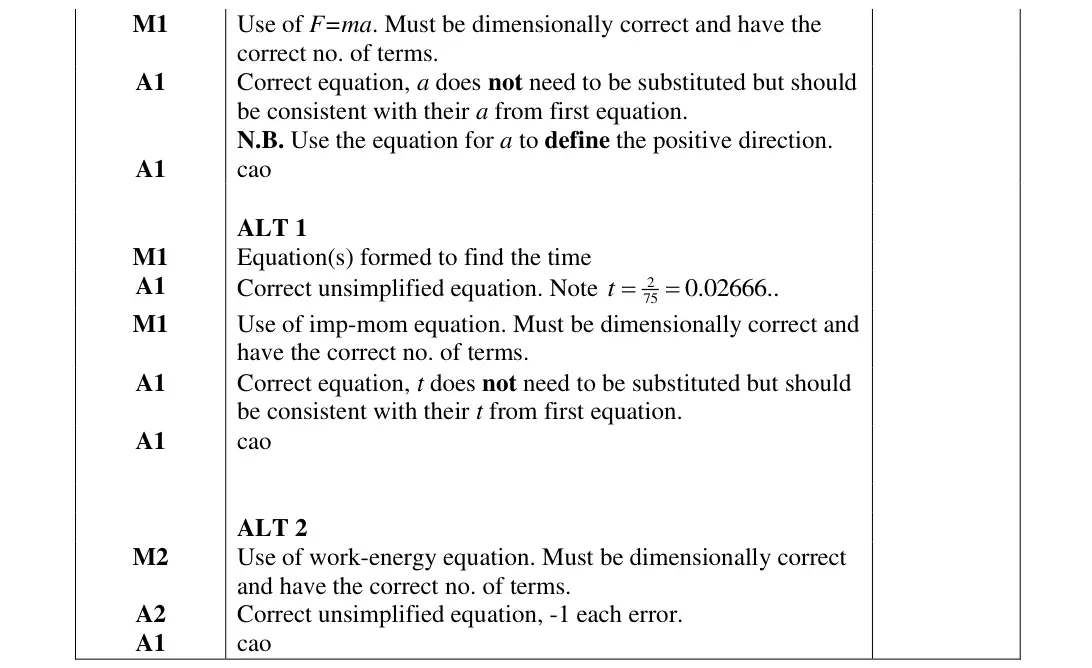 M1 Use of F=ma. Must be dimensionally correct and have the
correct no. of terms.
A1 Correct equation, a does not need to be substituted but should
be consistent with their a from first equation.
N.B. Use the equation for a to define the positive direction.
A1 cao
ALT 1
M1 Equation(s) formed to find the time
A1 Correct unsimplified equation. Note t = 2/75 = 0.02666..
M1 Use of imp-mom equation. Must be dimensionally correct and
have the correct no. of terms.
A1 Correct equation, t does not need to be substituted but should
be consistent with their t from first equation.
A1 cao
ALT 2
M2 Use of work-energy equation. Must be dimensionally correct
and have the correct no. of terms.
A2 Correct unsimplified equation, -1 each error.
A1 cao